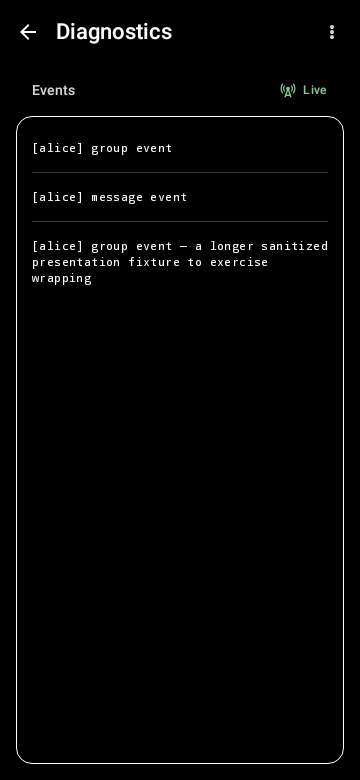 Diagnostics
Events
Live
[alice] group event
[alice] message event
[alice] group event — a longer sanitized
presentation fixture to exercise
wrapping